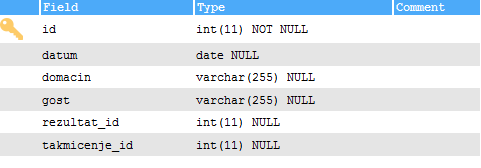 Field Type Comment
id int(11) NOT NULL
datum date NULL
domacin varchar(255) NULL
gost varchar(255) NULL
rezultat_id int(11) NULL
takmicenje_id int(11) NULL